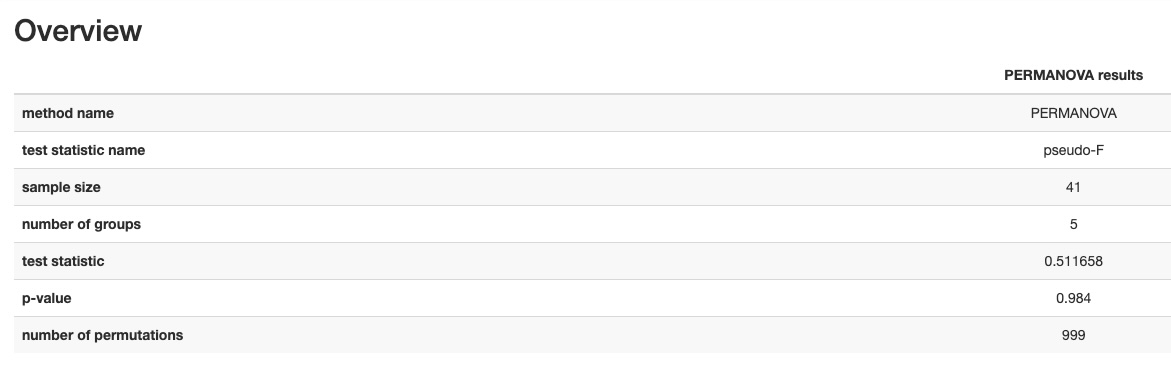 Overview
PERMANOVA results
method name PERMANOVA
test statistic name pseudo-F
sample size 41
number of groups 5
test statistic 0.511658
p-value 0.984
number of permutations 999